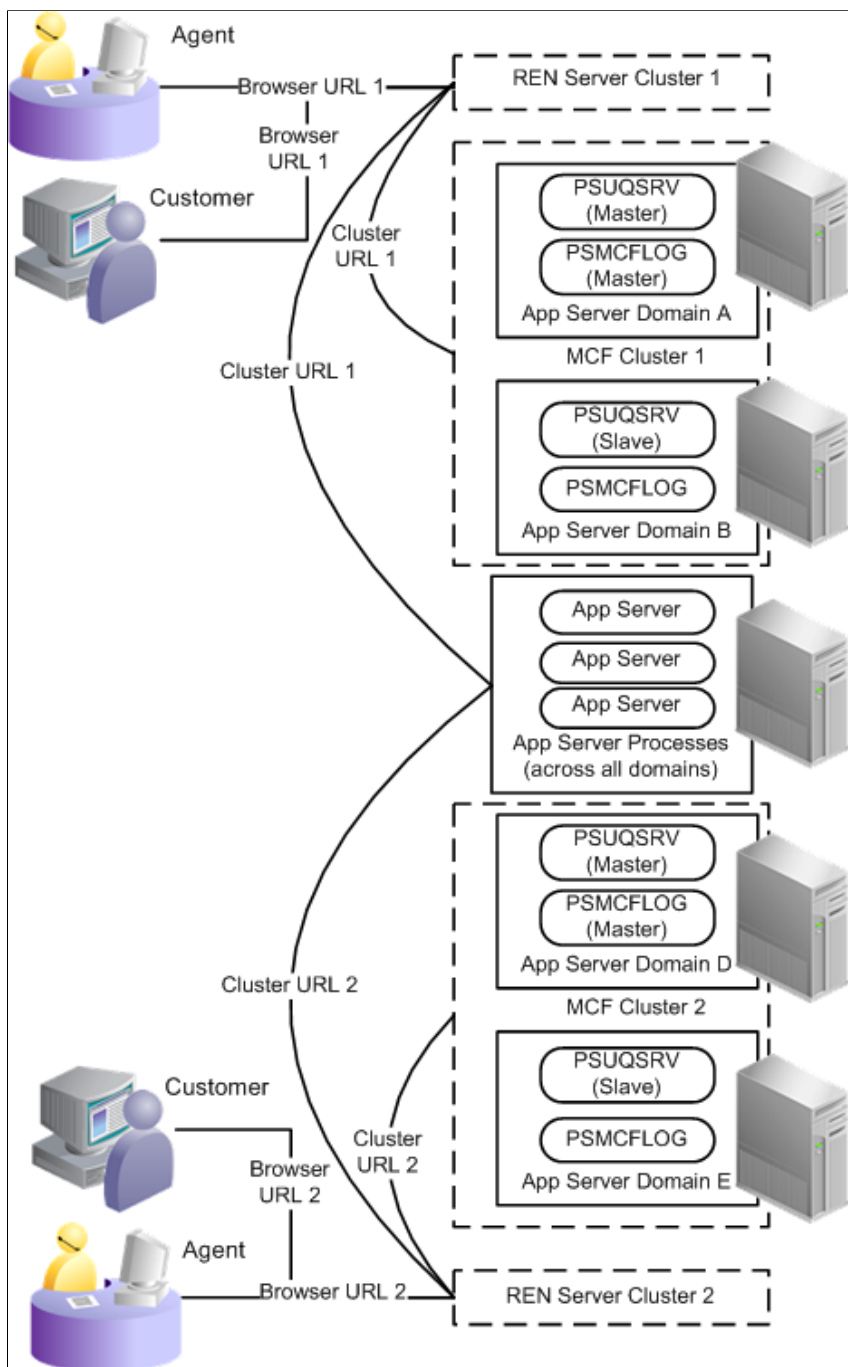 Agent
Browser URL 1
REN Server Cluster 1
Browser
URL 1
Customer
Cluster
URL 1
PSUQSRV
(Master)
PSMCFLOG
(Master)
App Server Domain A
MCF Cluster 1
Cluster URL 1
PSUQSRV
(Slave)
PSMCFLOG
App Server Domain B
App Server
App Server
App Server
App Server Processes
(across all domains)
PSUQSRV
(Master)
PSMCFLOG
(Master)
App Server Domain D
Cluster URL 2
MCF Cluster 2
PSUQSRV
(Slave)
PSMCFLOG
App Server Domain E
Customer
Cluster
URL 2
Browser
URL 2
Agent
Browser URL 2
REN Server Cluster 2